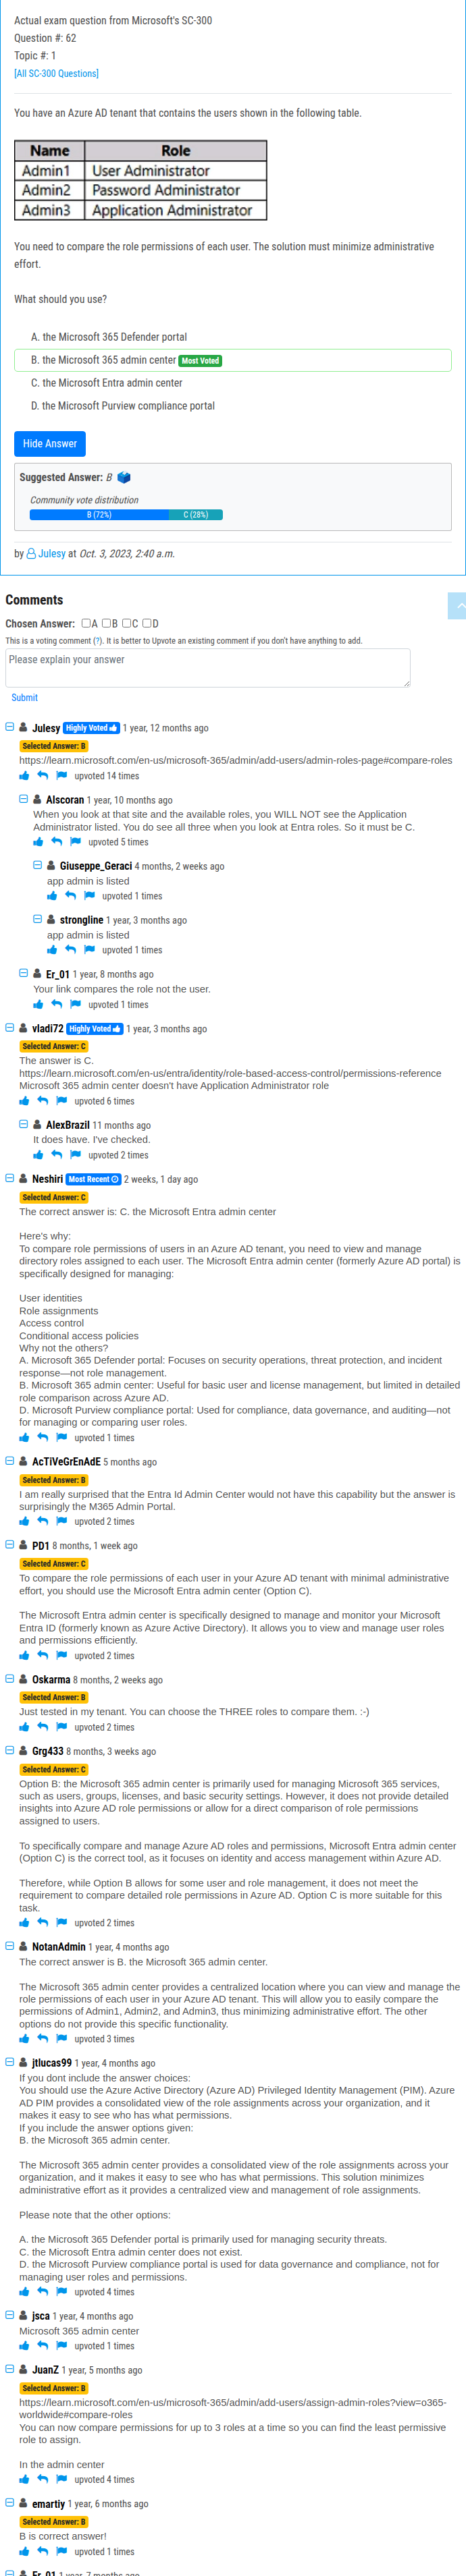 Actual exam question from Microsoft's SC-300
Question #: 62
Topic #: 1
[All SC-300 Questions]
You have an Azure AD tenant that contains the users shown in the following table.
Name Role
Admin1 User Administrator
Admin2 Password Administrator
Admin3 Application Administrator
You need to compare the role permissions of each user. The solution must minimize administrative
effort.
What should you use?
A. the Microsoft 365 Defender portal
B. the Microsoft 365 admin center Most Voted
C. the Microsoft Entra admin center
D. the Microsoft Purview compliance portal
Hide Answer
Suggested Answer: B
Community vote distribution
B (72%) C (28%)
by Julesy at Oct. 3, 2023, 2:40 a.m.
Comments
Chosen Answer: A B C D
This is a voting comment (?). It is better to Upvote an existing comment if you don't have anything to add.
Please explain your answer
Submit
Julesy Highly Voted 1 year, 12 months ago
Selected Answer: B
https://learn.microsoft.com/en-us/microsoft-365/admin/add-users/admin-roles-page#compare-roles
upvoted 14 times
Alscoran 1 year, 10 months ago
When you look at that site and the available roles, you WILL NOT see the Application
Administrator listed. You do see all three when you look at Entra roles. So it must be C.
upvoted 5 times
Giuseppe_Geraci 4 months, 2 weeks ago
app admin is listed
upvoted 1 times
strongline 1 year, 3 months ago
app admin is listed
upvoted 1 times
Er_01 1 year, 8 months ago
Your link compares the role not the user.
upvoted 1 times
vladi72 Highly Voted 1 year, 3 months ago
Selected Answer: C
The answer is C.
https://learn.microsoft.com/en-us/entra/identity/role-based-access-control/permissions-reference
Microsoft 365 admin center doesn't have Application Administrator role
upvoted 6 times
AlexBrazil 11 months ago
It does have. I've checked.
upvoted 2 times
Neshiri Most Recent 2 weeks, 1 day ago
Selected Answer: C
The correct answer is: C. the Microsoft Entra admin center
Here's why:
To compare role permissions of users in an Azure AD tenant, you need to view and manage
directory roles assigned to each user. The Microsoft Entra admin center (formerly Azure AD portal) is
specifically designed for managing:
User identities
Role assignments
Access control
Conditional access policies
Why not the others?
A. Microsoft 365 Defender portal: Focuses on security operations, threat protection, and incident
response—not role management.
B. Microsoft 365 admin center: Useful for basic user and license management, but limited in detailed
role comparison across Azure AD.
D. Microsoft Purview compliance portal: Used for compliance, data governance, and auditing—not
for managing or comparing user roles.
upvoted 1 times
AcTiVeGrEnAdE 5 months ago
Selected Answer: B
I am really surprised that the Entra Id Admin Center would not have this capability but the answer is
surprisingly the M365 Admin Portal.
upvoted 2 times
PD1 8 months, 1 week ago
Selected Answer: C
To compare the role permissions of each user in your Azure AD tenant with minimal administrative
effort, you should use the Microsoft Entra admin center (Option C).
The Microsoft Entra admin center is specifically designed to manage and monitor your Microsoft
Entra ID (formerly known as Azure Active Directory). It allows you to view and manage user roles
and permissions efficiently.
upvoted 2 times
Oskarma 8 months, 2 weeks ago
Selected Answer: B
Just tested in my tenant. You can choose the THREE roles to compare them. :-)
upvoted 2 times
Grg433 8 months, 3 weeks ago
Selected Answer: C
Option B: the Microsoft 365 admin center is primarily used for managing Microsoft 365 services,
such as users, groups, licenses, and basic security settings. However, it does not provide detailed
insights into Azure AD role permissions or allow for a direct comparison of role permissions
assigned to users.
To specifically compare and manage Azure AD roles and permissions, Microsoft Entra admin center
(Option C) is the correct tool, as it focuses on identity and access management within Azure AD.
Therefore, while Option B allows for some user and role management, it does not meet the
requirement to compare detailed role permissions in Azure AD. Option C is more suitable for this
task.
upvoted 2 times
NotanAdmin 1 year, 4 months ago
The correct answer is B. the Microsoft 365 admin center.
The Microsoft 365 admin center provides a centralized location where you can view and manage the
role permissions of each user in your Azure AD tenant. This will allow you to easily compare the
permissions of Admin1, Admin2, and Admin3, thus minimizing administrative effort. The other
options do not provide this specific functionality.
upvoted 3 times
jtlucas99 1 year, 4 months ago
If you dont include the answer choices:
You should use the Azure Active Directory (Azure AD) Privileged Identity Management (PIM). Azure
AD PIM provides a consolidated view of the role assignments across your organization, and it
makes it easy to see who has what permissions.
If you include the answer options given:
B. the Microsoft 365 admin center.
The Microsoft 365 admin center provides a consolidated view of the role assignments across your
organization, and it makes it easy to see who has what permissions. This solution minimizes
administrative effort as it provides a centralized view and management of role assignments.
Please note that the other options:
A. the Microsoft 365 Defender portal is primarily used for managing security threats.
C. the Microsoft Entra admin center does not exist.
D. the Microsoft Purview compliance portal is used for data governance and compliance, not for
managing user roles and permissions.
upvoted 4 times
jsca 1 year, 4 months ago
Microsoft 365 admin center
upvoted 1 times
JuanZ 1 year, 5 months ago
Selected Answer: B
https://learn.microsoft.com/en-us/microsoft-365/admin/add-users/assign-admin-roles?view=o365-
worldwide#compare-roles
You can now compare permissions for up to 3 roles at a time so you can find the least permissive
role to assign.
In the admin center
upvoted 4 times
emartiy 1 year, 6 months ago
Selected Answer: B
B is correct answer!
upvoted 1 times
Er_01 1 year, 7 months ago